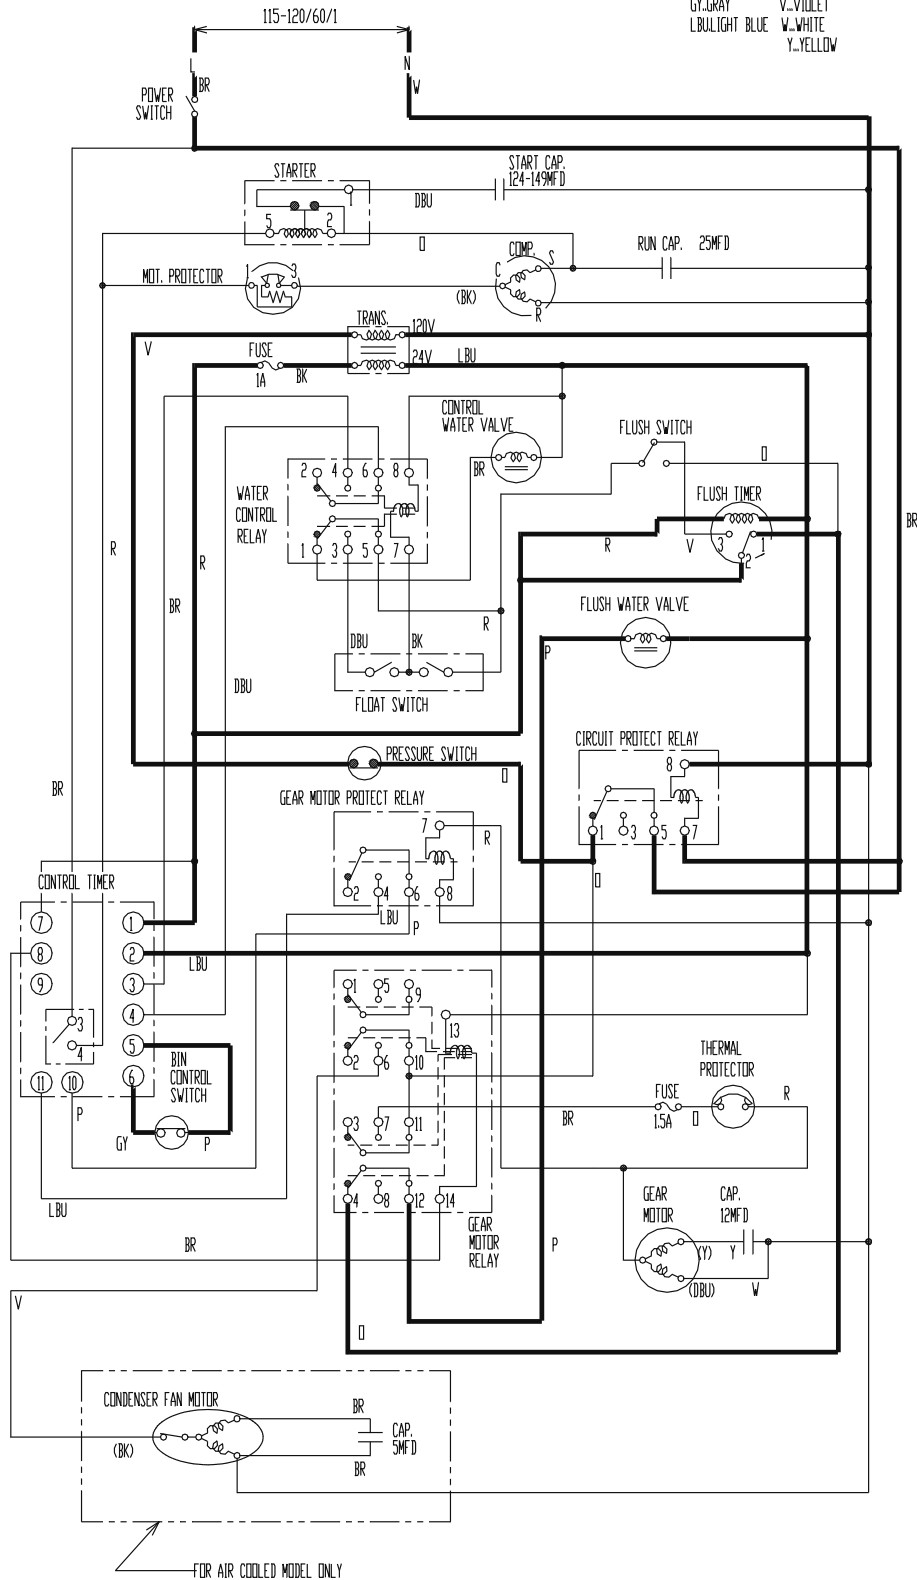 115-120/60/1
GY..GRAY V...VIOLET
LBU.LIGHT BLUE W...WHITE
Y...YELLOW
L
BR
N
W
POWER
SWITCH
STARTER
1
5
2
DBU
START CAP.
124-149MFD
O
MOT. PROTECTOR
1
3
(BK)
COMP.
C
S
R
RUN CAP. 25MFD
TRANS.
120V
24V
V
FUSE
1A
BK
LBU
CONTROL
WATER VALVE
BR
FLUSH SWITCH
O
WATER
CONTROL
RELAY
2 4 6 8
1 3 5 7
FLUSH TIMER
3
1
2
R
V
BR
R
R
BR
DBU
DBU
BK
R
FLOAT SWITCH
FLUSH WATER VALVE
P
CIRCUIT PROTECT RELAY
8
1 3 5 7
O
PRESSURE SWITCH
O
BR
GEAR MOTOR PROTECT RELAY
7
R
2 4 6 8
LBU
P
CONTROL TIMER
7 1
8 2
9 3
3 4
4 5
11 10 6
LBU
BIN
CONTROL
SWITCH
P
GY
P
LBU
BR
V
1 5 9
13
2 6 10
3 7 11
4 8 12 14
GEAR
MOTOR
RELAY
BR
FUSE
1.5A
O
THERMAL
PROTECTOR
R
GEAR
MOTOR
CAP.
12MFD
(Y)
Y
(DBU)
W
P
O
CONDENSER FAN MOTOR
(BK)
BR
CAP.
5MFD
BR
FOR AIR COOLED MODEL ONLY